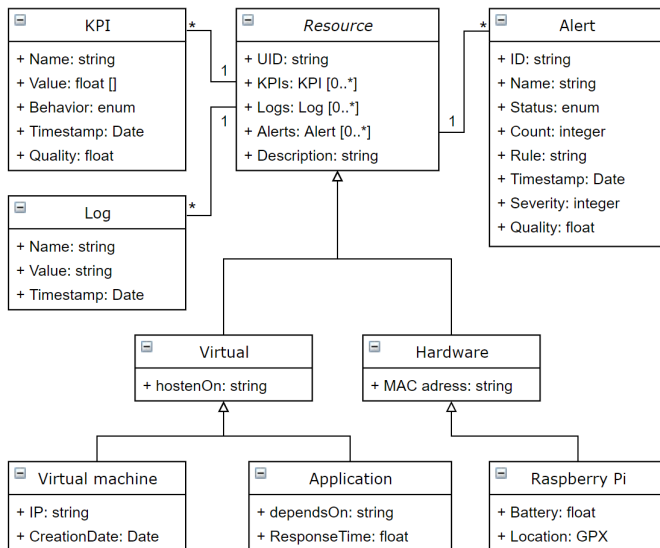 KPI
+ Name: string
+ Value: float []
+ Behavior: enum
+ Timestamp: Date
+ Quality: float
*
1
Resource
+ UID: string
+ KPIs: KPI [0..*]
+ Logs: Log [0..*]
+ Alerts: Alert [0..*]
+ Description: string
*
1
Alert
+ ID: string
+ Name: string
+ Status: enum
+ Count: integer
+ Rule: string
+ Timestamp: Date
+ Severity: integer
+ Quality: float
1
*
Log
+ Name: string
+ Value: string
+ Timestamp: Date
Virtual
+ hostenOn: string
Hardware
+ MAC adress: string
Virtual machine
+ IP: string
+ CreationDate: Date
Application
+ dependsOn: string
+ ResponseTime: float
Raspberry Pi
+ Battery: float
+ Location: GPX